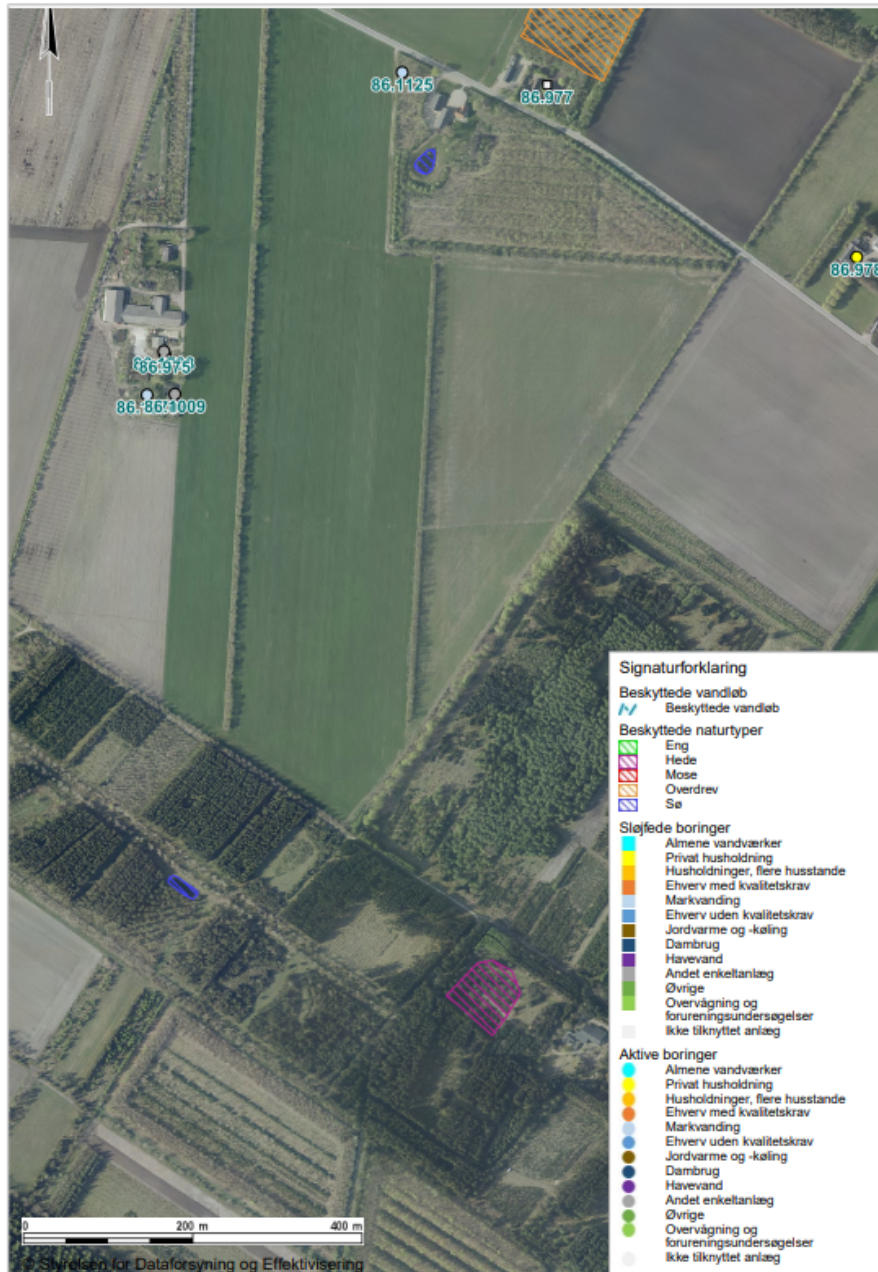 86.1125
86.977
86.978
86.975
86.1009
Signaturforklaring
Beskyttede vandløb
Beskyttede vandløb
Beskyttede naturtyper
Eng
Hede
Mose
Overdrev
Sø
Sløjfede boringer
Almene vandværker
Privat husholdning
Husholdninger, flere husstande
Ehverv med kvalitetskrav
Markvanding
Ehverv uden kvalitetskrav
Jordvarme og -køling
Dambrug
Havevand
Andet enkeltanlæg
Øvrige
Overvågning og
forureningsundersøgelser
Ikke tilknyttet anlæg
Aktive boringer
Almene vandværker
Privat husholdning
Husholdninger, flere husstande
Ehverv med kvalitetskrav
Markvanding
Ehverv uden kvalitetskrav
Jordvarme og -køling
Dambrug
Havevand
Andet enkeltanlæg
Øvrige
Overvågning og
forureningsundersøgelser
Ikke tilknyttet anlæg
0 200 m 400 m
© Styrelsen for Dataforsyning og Effektivisering